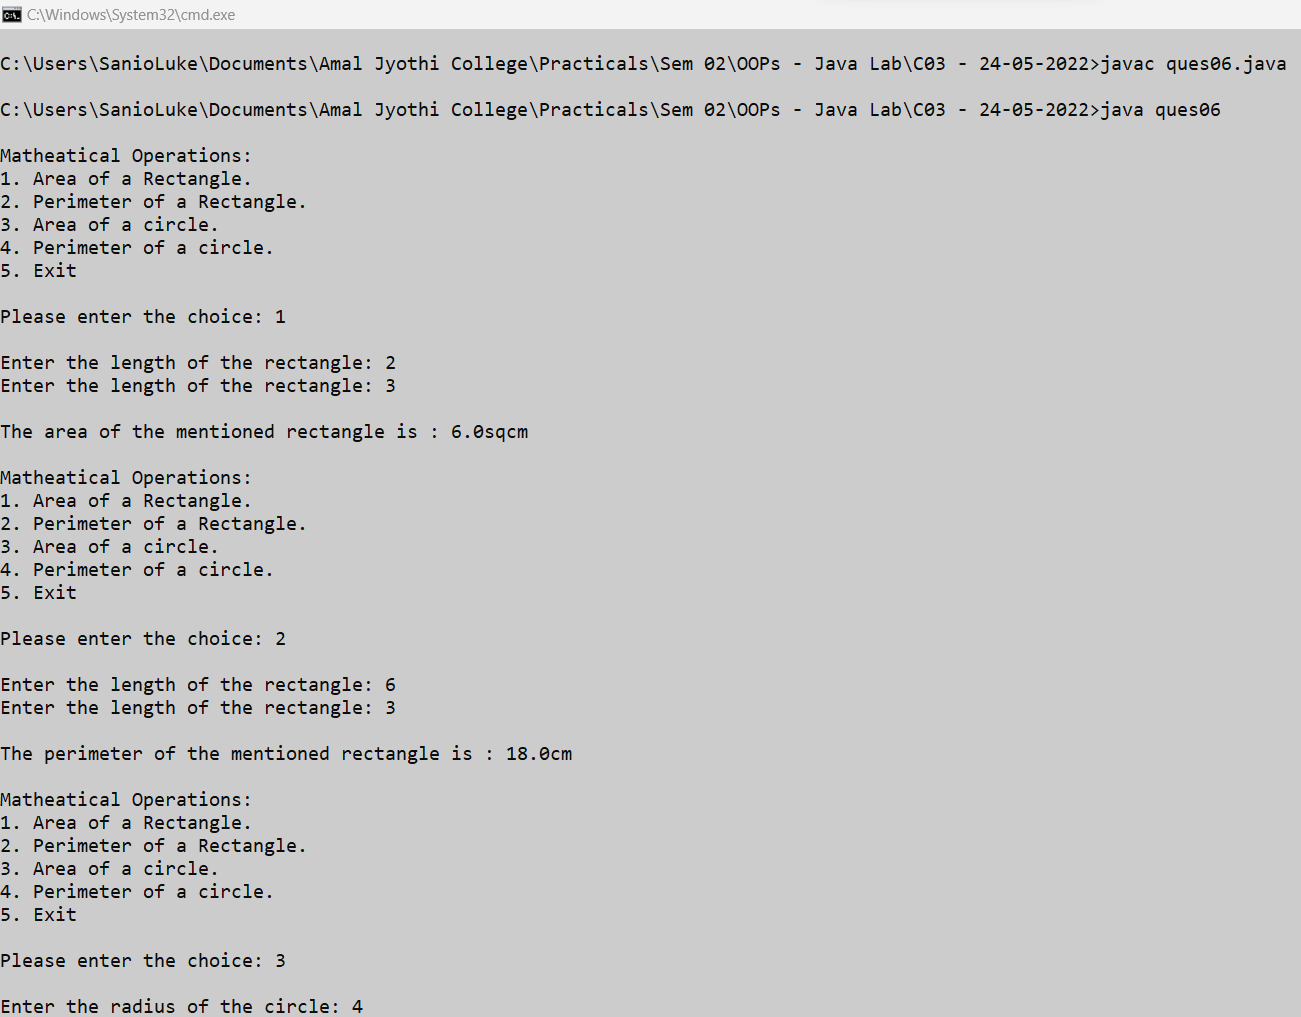 C:\Windows\System32\cmd.exe
C:\Users\SanioLuke\Documents\Amal Jyothi College\Practicals\Sem 02\OOPs - Java Lab\C03 - 24-05-2022>javac ques06.java
C:\Users\SanioLuke\Documents\Amal Jyothi College\Practicals\Sem 02\OOPs - Java Lab\C03 - 24-05-2022>java ques06
Matheatical Operations:
1. Area of a Rectangle.
2. Perimeter of a Rectangle.
3. Area of a circle.
4. Perimeter of a circle.
5. Exit
Please enter the choice: 1
Enter the length of the rectangle: 2
Enter the length of the rectangle: 3
The area of the mentioned rectangle is : 6.0sqcm
Matheatical Operations:
1. Area of a Rectangle.
2. Perimeter of a Rectangle.
3. Area of a circle.
4. Perimeter of a circle.
5. Exit
Please enter the choice: 2
Enter the length of the rectangle: 6
Enter the length of the rectangle: 3
The perimeter of the mentioned rectangle is : 18.0cm
Matheatical Operations:
1. Area of a Rectangle.
2. Perimeter of a Rectangle.
3. Area of a circle.
4. Perimeter of a circle.
5. Exit
Please enter the choice: 3
Enter the radius of the circle: 4